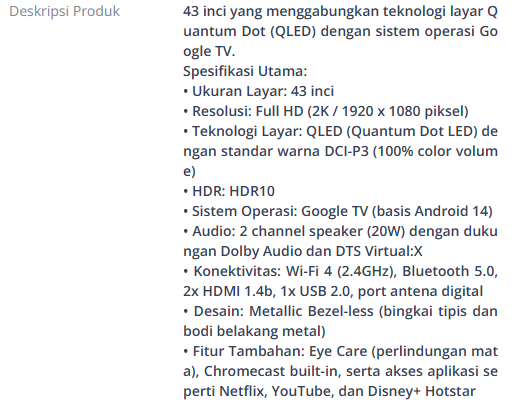 Deskripsi Produk
43 inci yang menggabungkan teknologi layar Q
uantum Dot (QLED) dengan sistem operasi Go
ogle TV.
Spesifikasi Utama:
• Ukuran Layar: 43 inci
• Resolusi: Full HD (2K / 1920 x 1080 piksel)
• Teknologi Layar: QLED (Quantum Dot LED) de
ngan standar warna DCI-P3 (100% color volum
e)
• HDR: HDR10
• Sistem Operasi: Google TV (basis Android 14)
• Audio: 2 channel speaker (20W) dengan duku
ngan Dolby Audio dan DTS Virtual:X
• Konektivitas: Wi-Fi 4 (2.4GHz), Bluetooth 5.0,
2x HDMI 1.4b, 1x USB 2.0, port antena digital
• Desain: Metallic Bezel-less (bingkai tipis dan
bodi belakang metal)
• Fitur Tambahan: Eye Care (perlindungan mat
a), Chromecast built-in, serta akses aplikasi se
perti Netflix, YouTube, dan Disney+ Hotstar